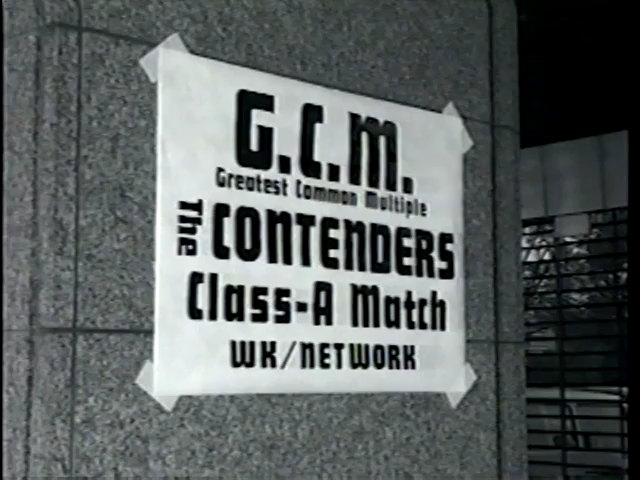 G.C.M.
Greatest Common Multiple
The CONTENDERS
Class-A Match
WK/NETWORK